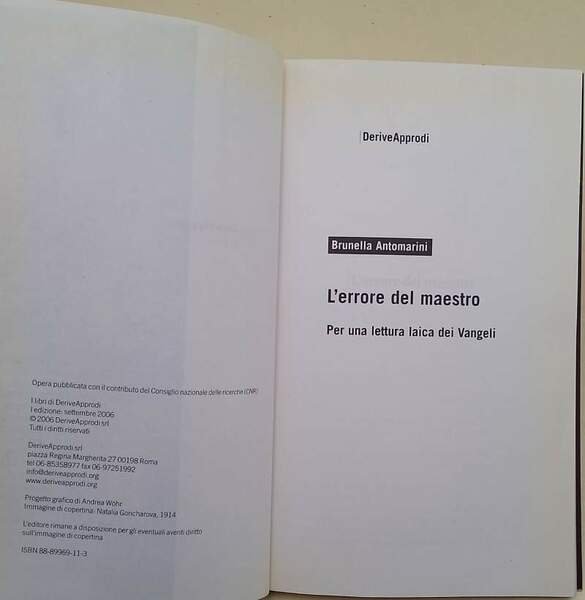 Opera pubblicata con il contributo del Consiglio nazionale delle ricerche (CNR)
I libri di DeriveApprodi
I edizione: settembre 2006
© 2006 DeriveApprodi srl
Tutti i diritti riservati
DeriveApprodi srl
piazza Regina Margherita 27 00198 Roma
tel 06-85358977 fax 06-97251992
info@deriveapprodi.org
www.deriveapprodi.org
Progetto grafico di Andrea Wöhr
Immagine di copertina: Natalia Goncharova, 1914
L'editore rimane a disposizione per gli eventuali aventi diritto
sull'immagine di copertina
ISBN 88-89969-11-3
DeriveApprodi
Brunella Antomarini
L'errore del maestro
Per una lettura laica dei Vangeli